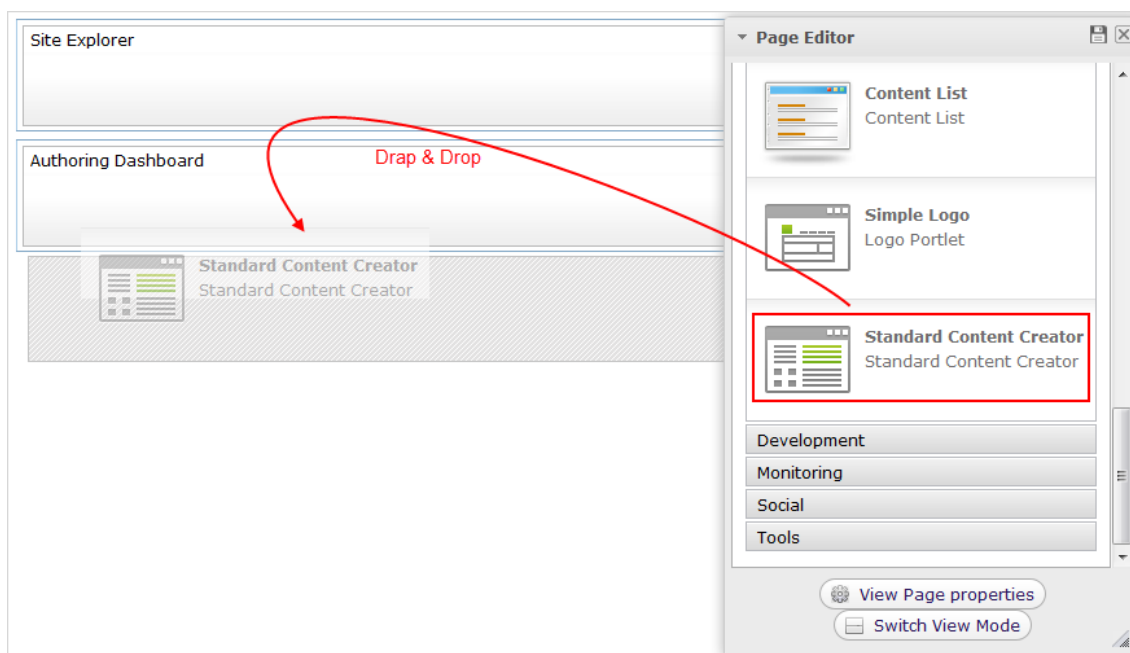 Site Explorer
Authoring Dashboard
Drap & Drop
Standard Content Creator
Standard Content Creator
Page Editor
Content List
Content List
Simple Logo
Logo Portlet
Standard Content Creator
Standard Content Creator
Development
Monitoring
Social
Tools
View Page properties
Switch View Mode